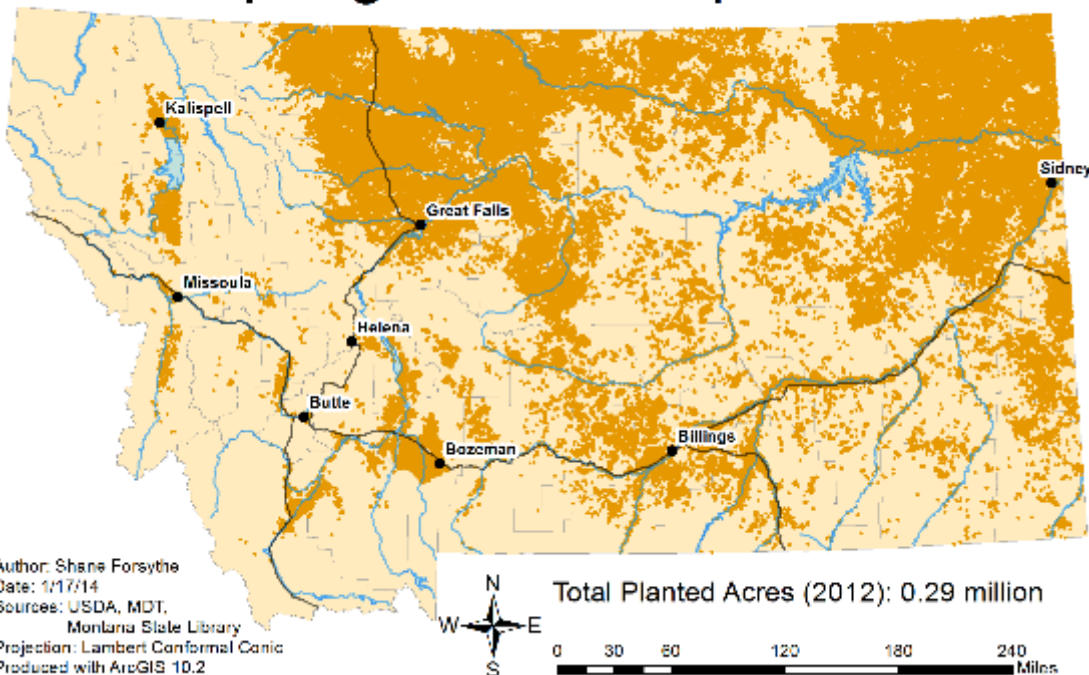 Kalispell
Sidney
Great Falls
Missoula
Helena
Butte
Billings
Bozeman
Author: Shane Forsythe
Date: 1/17/14
Sources: USDA, MDT,
Montana State Library
Projection: Lambert Conformal Conic
Produced with ArcGIS 10.2
N
W E
S
Total Planted Acres (2012): 0.29 million
0 30 60 120 180 240
Miles